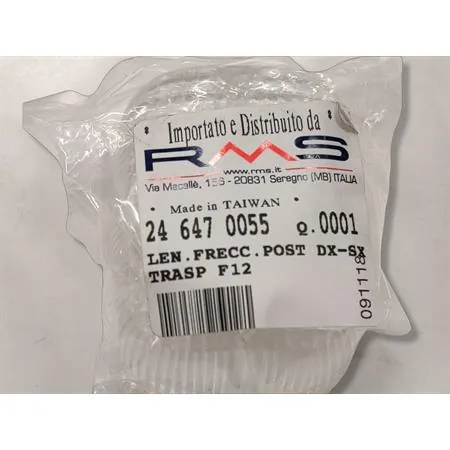 * Importato e Distribuito da *
RMS
www.rms.it
Via Macallè, 156 - 20831 Seregno (MB) ITALIA
• Made in TAIWAN •
24 647 0055 Q.0001
LEN.FRECC.POST DX-SX
TRASP F12
091118